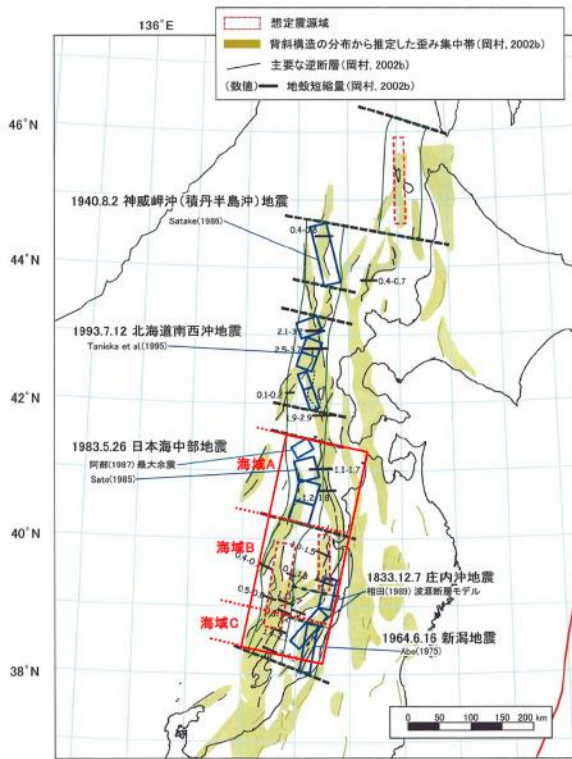 136°E
想定震源域
背斜構造の分布から推定した歪み集中帯(岡村, 2002b)
主要な逆断層(岡村, 2002b)
(数値) 地殻短縮量(岡村, 2002b)
46°N
1940.8.2 神威岬沖(積丹半島沖)地震
Satake(1986)
44°N
0.4-0.7
1993.7.12 北海道南西沖地震
Tanioka et al.(1995)
42°N
0.1-0.2
1.9-2.9
1983.5.26 日本海中部地震
阿部(1987) 最大余震
Sato(1985)
海域A
1.1-1.7
1.2-1.8
40°N
海域B
1833.12.7 庄内沖地震
相田(1989) 波源断層モデル
海域C
1964.6.16 新潟地震
Abe(1975)
38°N
0 50 100 150 200 km